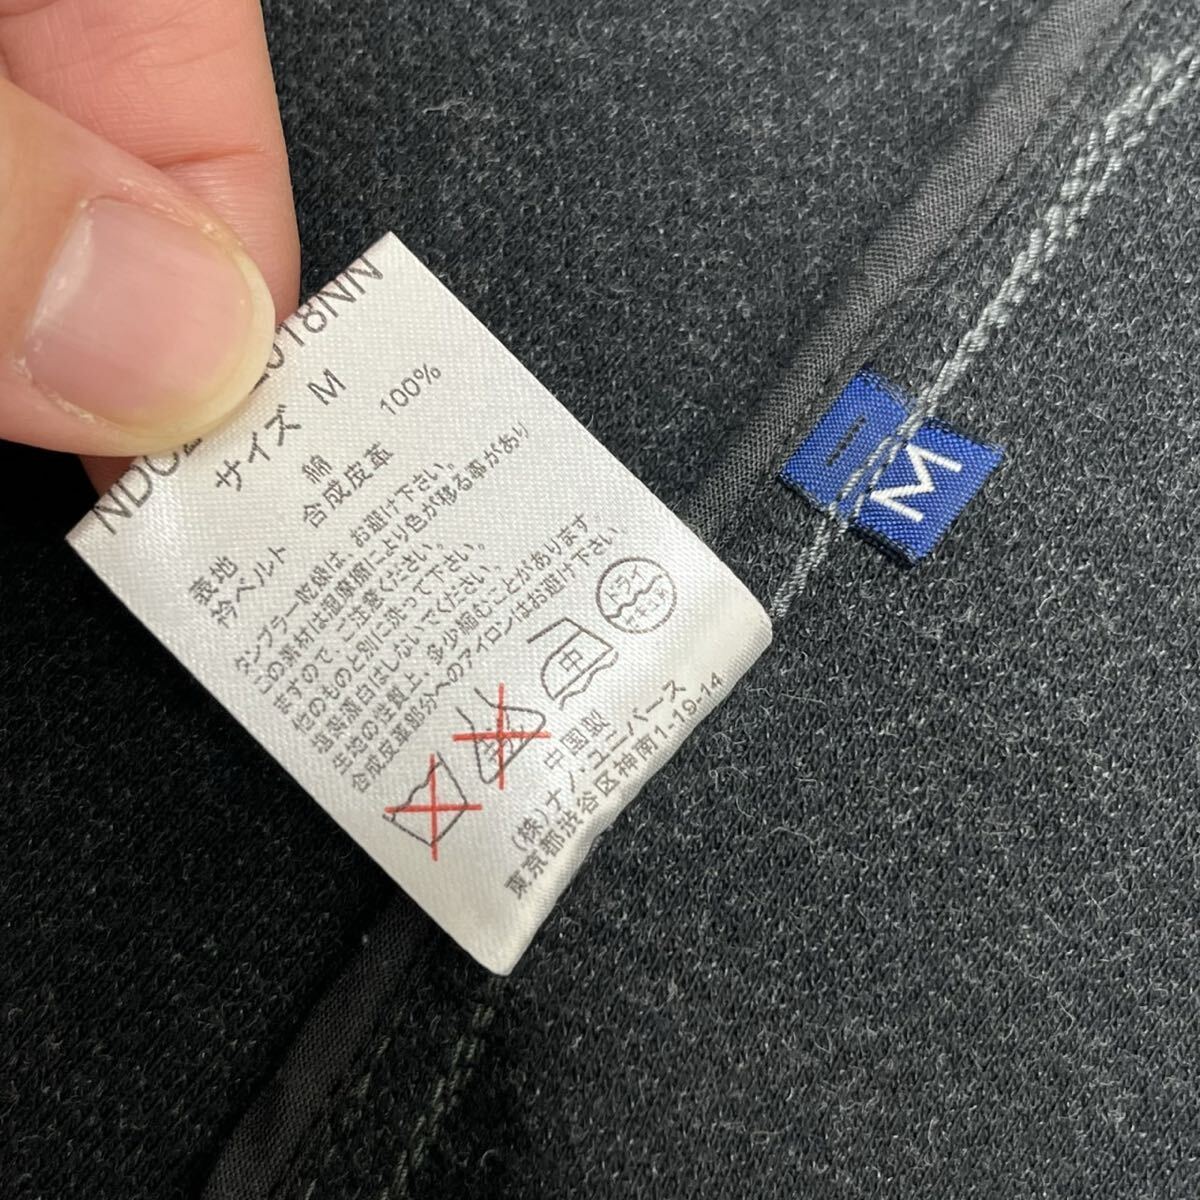 2018NN
サイズ M
表地 綿 100%
衿ベルト 合成皮革
タンブラー乾燥は、お避け下さい。
この素材は湿摩擦により色が移る事があり
ますので、ご注意ください。
他のものと別に洗って下さい。
増漂白はしないでください。
生地の性質上、多少縮むことがあります
合成皮革部分へのアイロンはお避け下さい。
ドライ
中
中国製
(株)ナノ・ユニバース
東京都渋谷区神南1-19-14
M